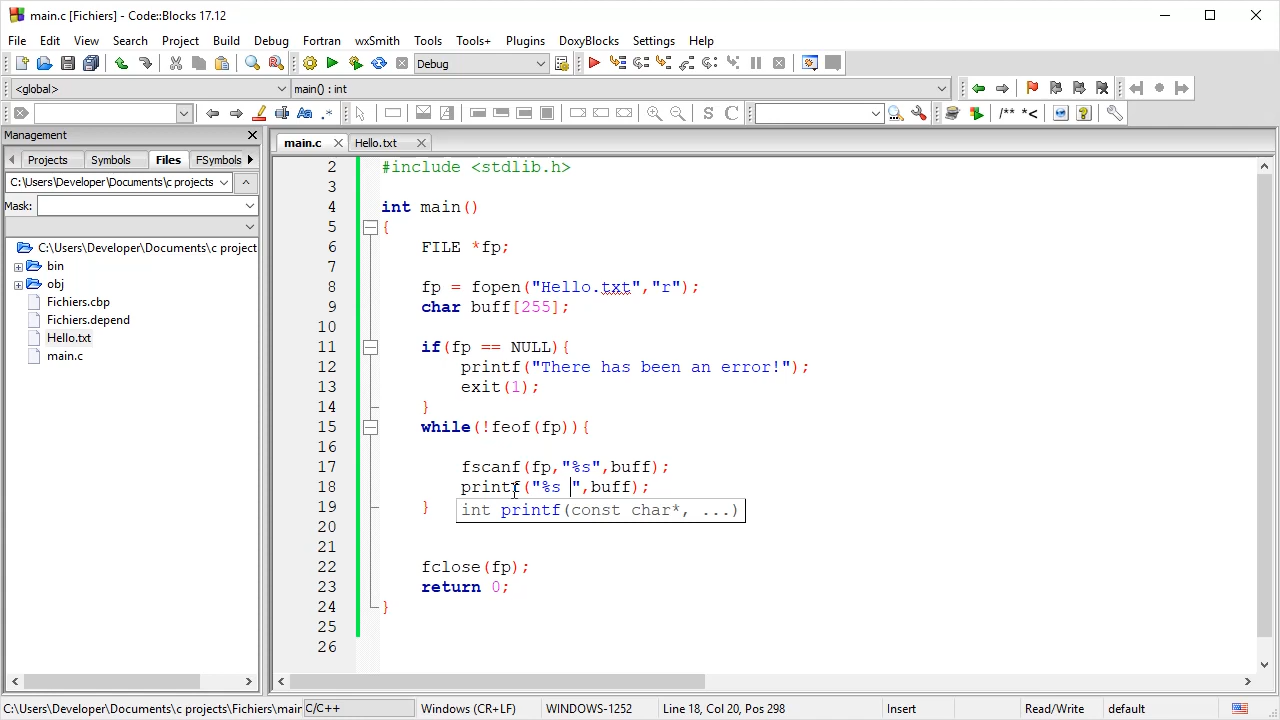 main.c [Fichiers] - Code::Blocks 17.12
File Edit View Search Project Build Debug Fortran wxSmith Tools Tools+ Plugins DoxyBlocks Settings Help
Debug
<global> main() : int
S C /** *<
Management
main.c Hello.txt
Projects Symbols Files FSymbols
C:\Users\Developer\Documents\c projects
Mask:
C:\Users\Developer\Documents\c project
bin
obj
Fichiers.cbp
Fichiers.depend
Hello.txt
main.c
2 #include <stdlib.h>
3
4 int main()
5 {
6 FILE *fp;
7
8 fp = fopen("Hello.txt","r");
9 char buff[255];
10
11 if(fp == NULL){
12 printf("There has been an error!");
13 exit(1);
14 }
15 while(!feof(fp)){
16
17 fscanf(fp,"%s",buff);
18 printf("%s ",buff);
19 }
int printf(const char*, ...)
20
21
22 fclose(fp);
23 return 0;
24 }
25
26
C:\Users\Developer\Documents\c projects\Fichiers\main C/C++ Windows (CR+LF) WINDOWS-1252 Line 18, Col 20, Pos 298 Insert Read/Write default